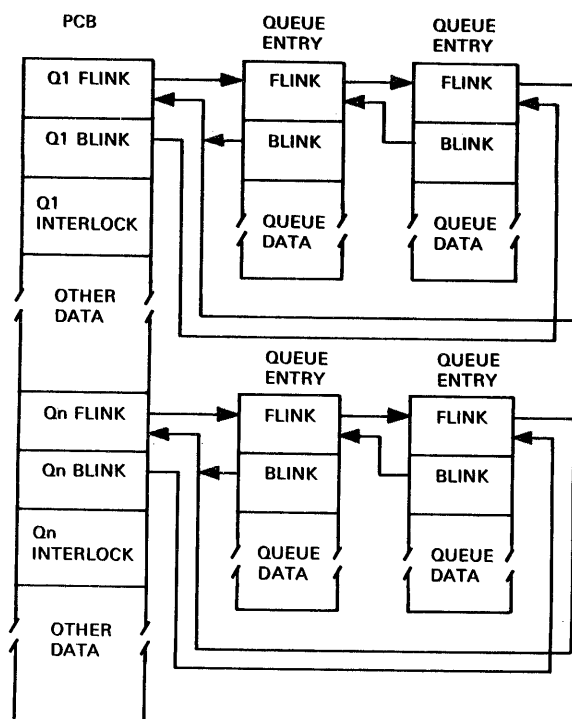 PCB
QUEUE
ENTRY
QUEUE
ENTRY
Q1 FLINK
FLINK
FLINK
Q1 BLINK
BLINK
BLINK
Q1
INTERLOCK
QUEUE
DATA
QUEUE
DATA
OTHER
DATA
QUEUE
ENTRY
QUEUE
ENTRY
Qn FLINK
FLINK
FLINK
Qn BLINK
BLINK
BLINK
Qn
INTERLOCK
QUEUE
DATA
QUEUE
DATA
OTHER
DATA